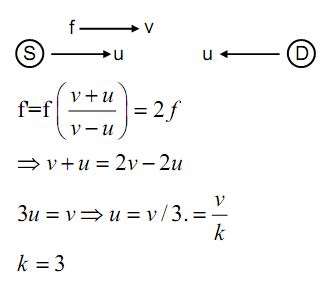 f → v
S → u u ← D
f=f(v+u / v−u) = 2f
⇒ v+u = 2v−2u
3u = v ⇒ u = v/3. = v/k
k = 3